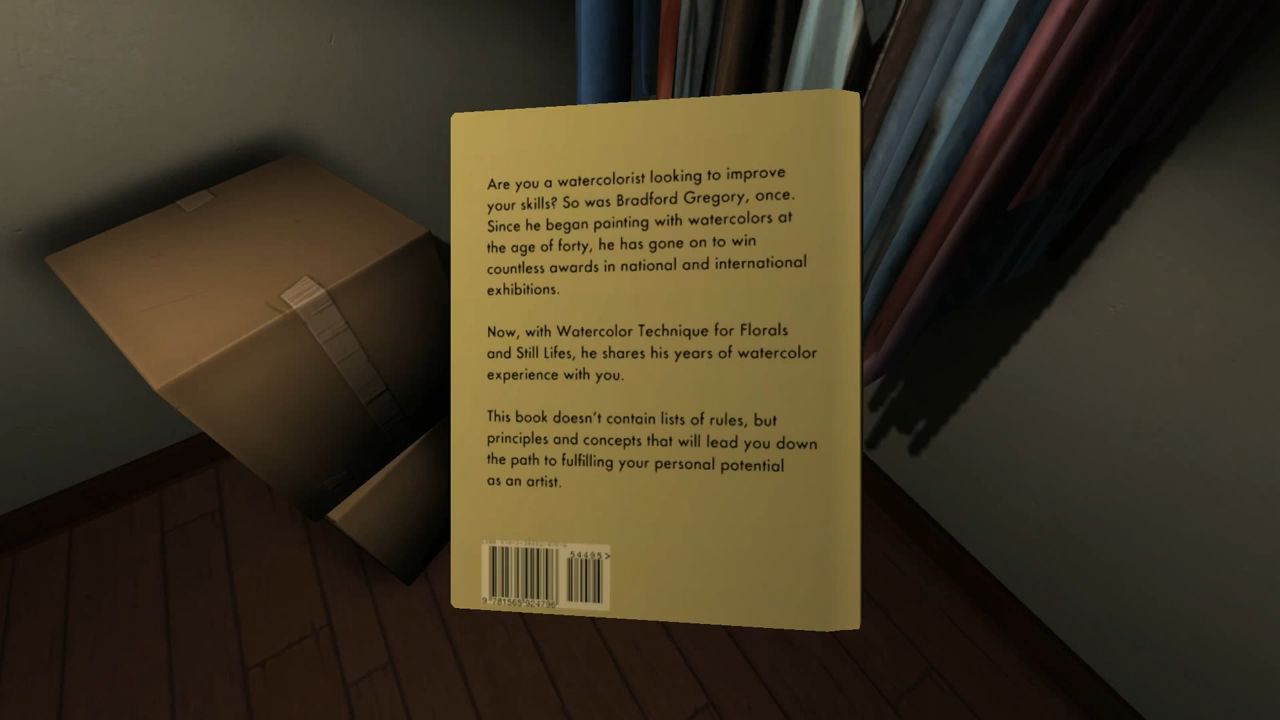 Are you a watercolorist looking to improve
your skills? So was Bradford Gregory, once.
Since he began painting with watercolors at
the age of forty, he has gone on to win
countless awards in national and international
exhibitions.
Now, with Watercolor Technique for Florals
and Still Lifes, he shares his years of watercolor
experience with you.
This book doesn't contain lists of rules, but
principles and concepts that will lead you down
the path to fulfilling your personal potential
as an artist.
54495>
9 781565 924796